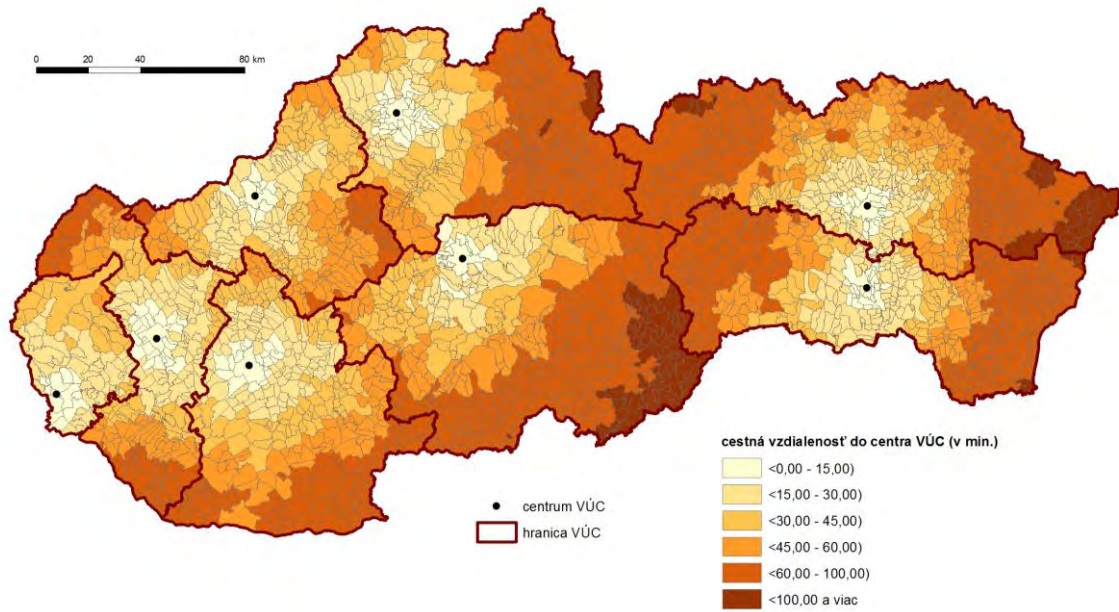 0 20 40 80 km
cestná vzdialenosť do centra VÚC (v min.)
<0,00 - 15,00)
<15,00 - 30,00)
<30,00 - 45,00)
<45,00 - 60,00)
<60,00 - 100,00)
<100,00 a viac
centrum VÚC
hranica VÚC